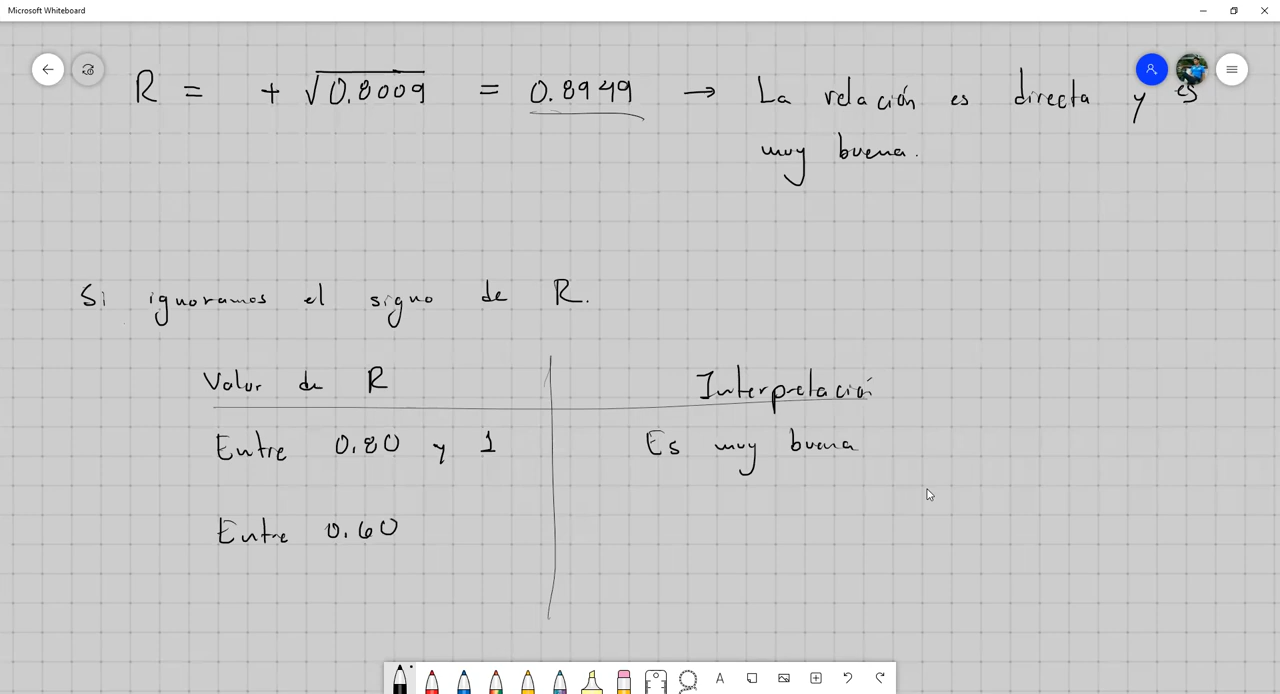 Microsoft Whiteboard
R = + √0.8009 = 0.8949 → La relación es directa y es
muy buena.
Si ignoramos el signo de R.
Valor de R Interpretación
Entre 0.80 y 1 Es muy buena
Entre 0.60
A